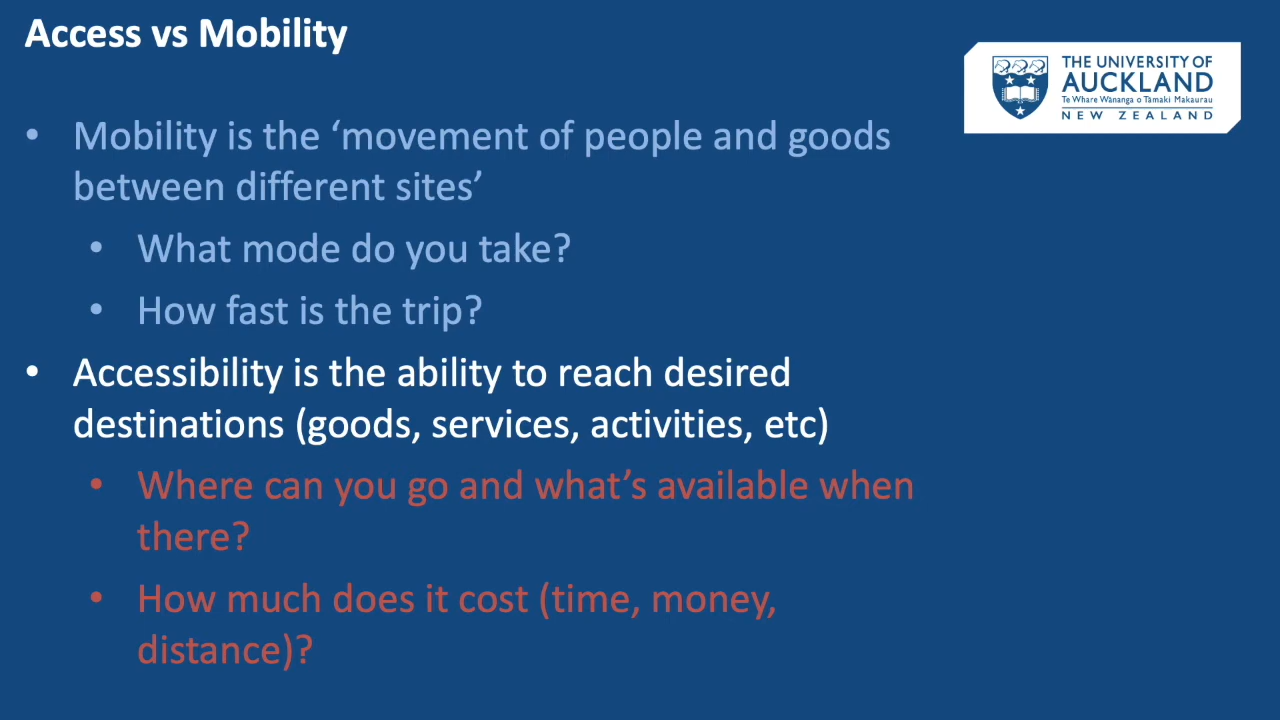 Access vs Mobility
THE UNIVERSITY OF
AUCKLAND
Te Whare Wānanga o Tāmaki Makaurau
NEW ZEALAND
• Mobility is the ‘movement of people and goods
between different sites’
• What mode do you take?
• How fast is the trip?
• Accessibility is the ability to reach desired
destinations (goods, services, activities, etc)
• Where can you go and what’s available when
there?
• How much does it cost (time, money,
distance)?